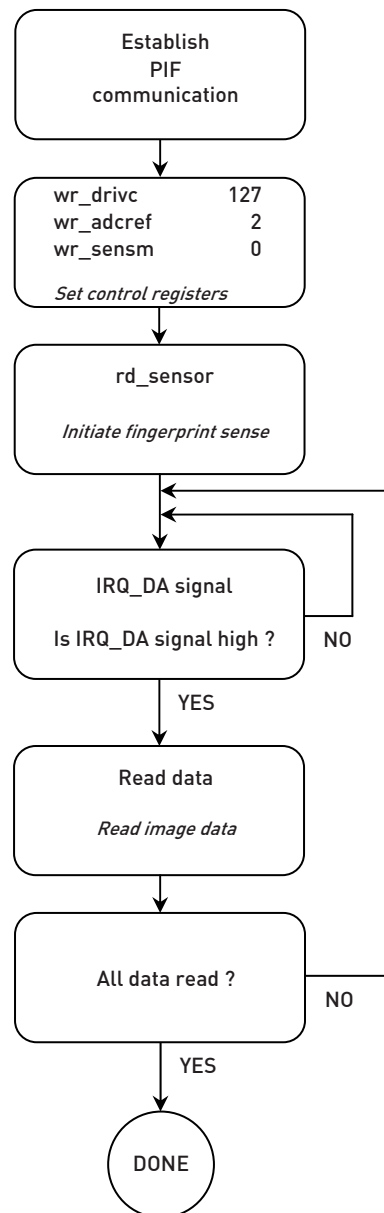 Establish
PIF
communication
wr_drivc 127
wr_adcref 2
wr_sensm 0
Set control registers
rd_sensor
Initiate fingerprint sense
IRQ_DA signal
Is IRQ_DA signal high ?
NO
YES
Read data
Read image data
All data read ?
NO
YES
DONE